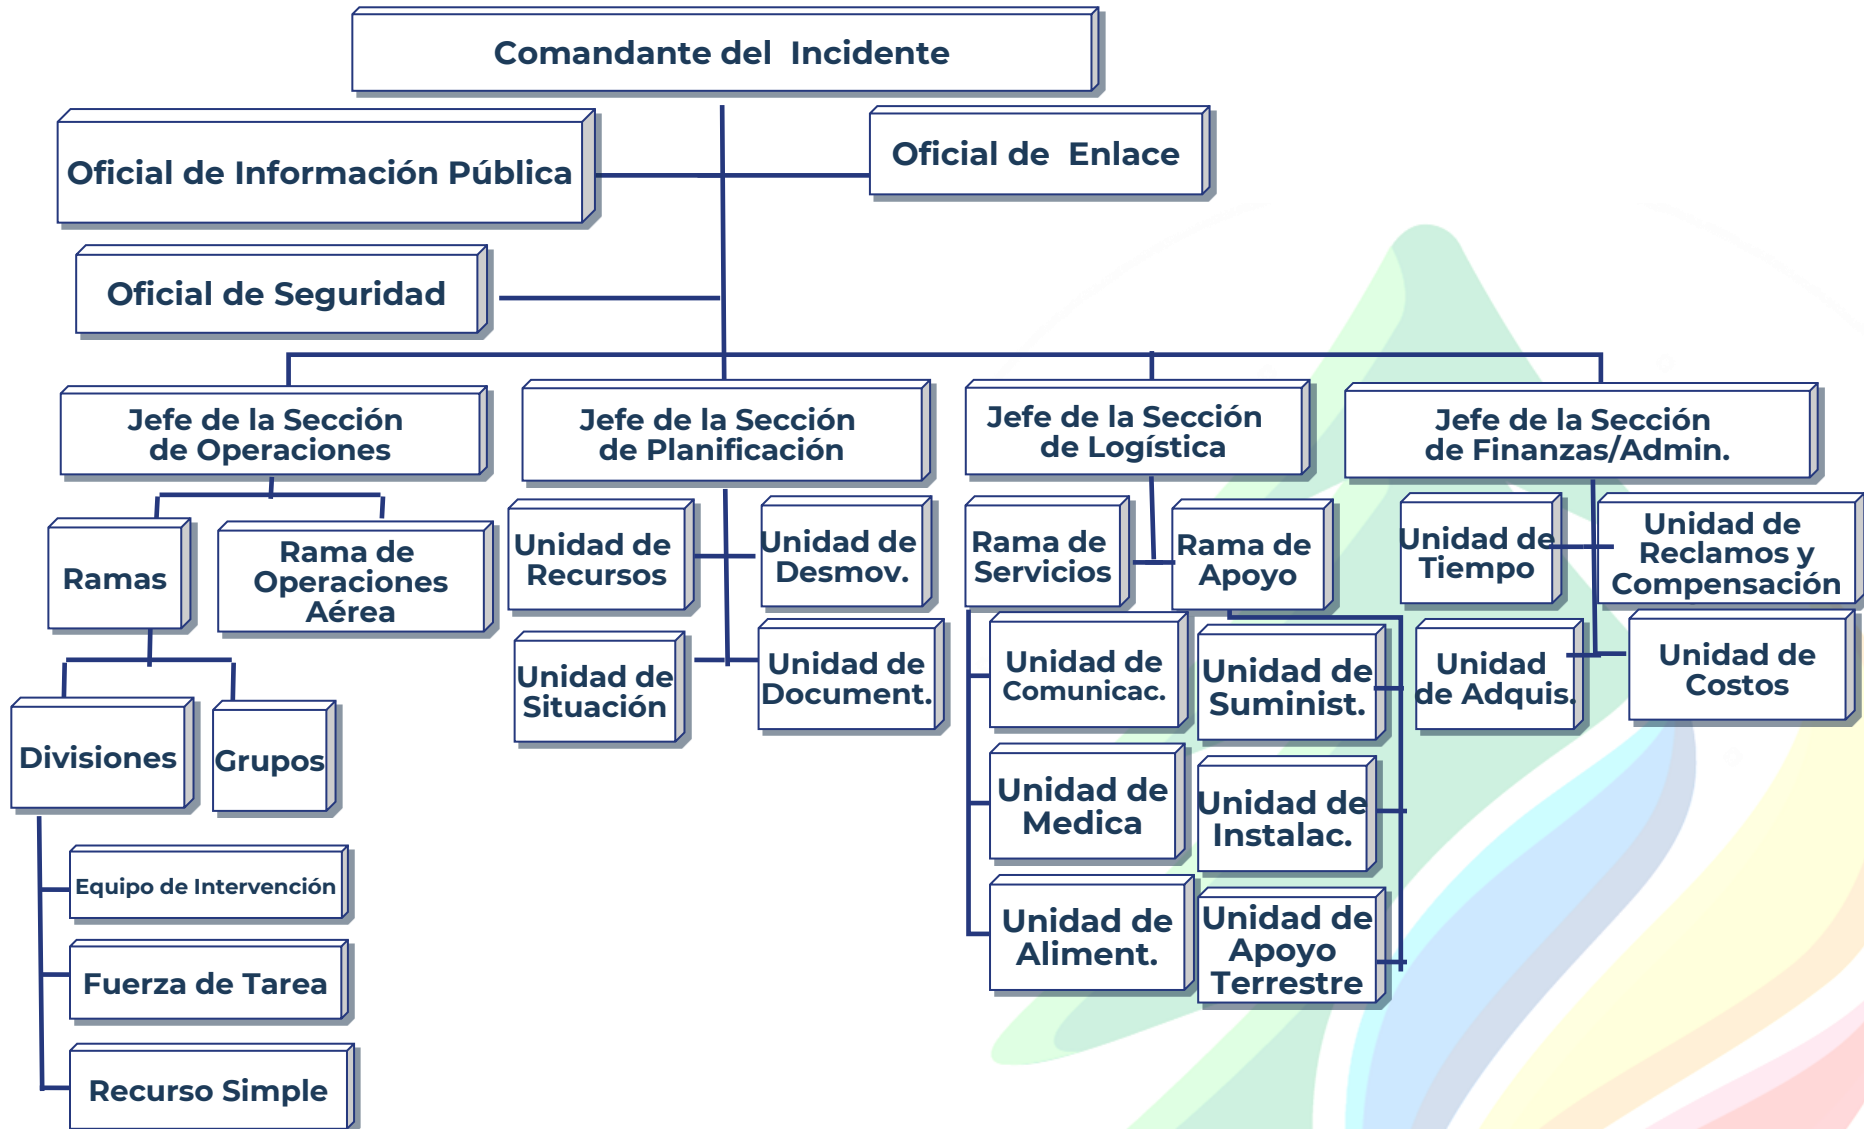 Comandante del Incidente
Oficial de Información Pública
Oficial de Enlace
Oficial de Seguridad
Jefe de la Sección
de Operaciones
Jefe de la Sección
de Planificación
Jefe de la Sección
de Logística
Jefe de la Sección
de Finanzas/Admin.
Ramas
Rama de
Operaciones
Aérea
Divisiones
Grupos
Equipo de Intervención
Fuerza de Tarea
Recurso Simple
Unidad de
Recursos
Unidad de
Desmov.
Unidad de
Situación
Unidad de
Document.
Rama de
Servicios
Rama de
Apoyo
Unidad de
Comunicac.
Unidad de
Suminist.
Unidad de
Medica
Unidad de
Instalac.
Unidad de
Aliment.
Unidad de
Apoyo
Terrestre
Unidad de
Tiempo
Unidad de
Reclamos y
Compensación
Unidad
de Adquis.
Unidad de
Costos